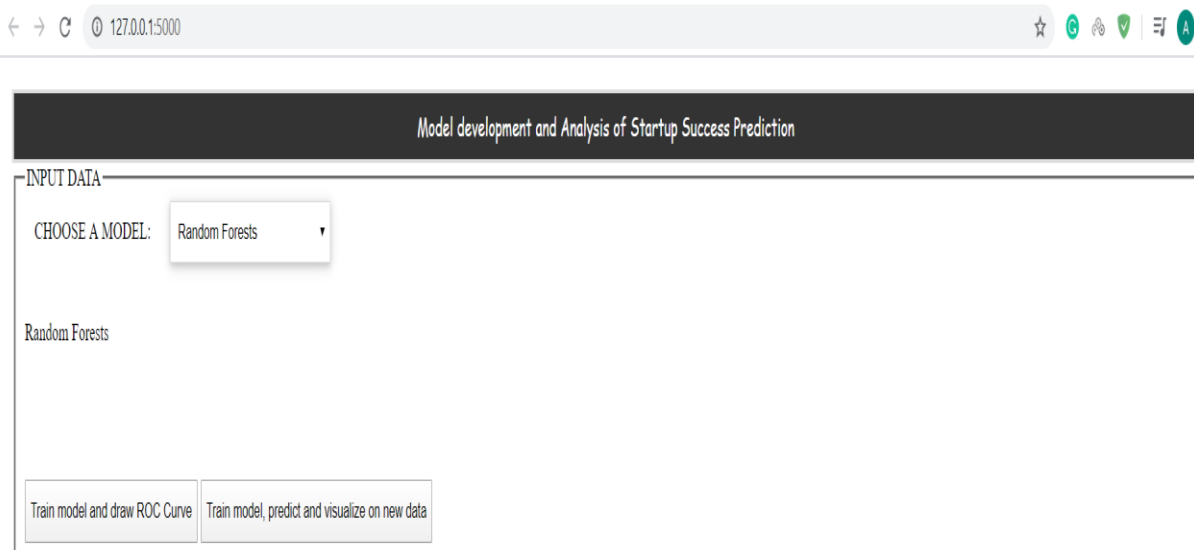 127.0.0.1:5000
G
A
Model development and Analysis of Startup Success Prediction
INPUT DATA
CHOOSE A MODEL: Random Forests
Random Forests
Train model and draw ROC Curve Train model, predict and visualize on new data